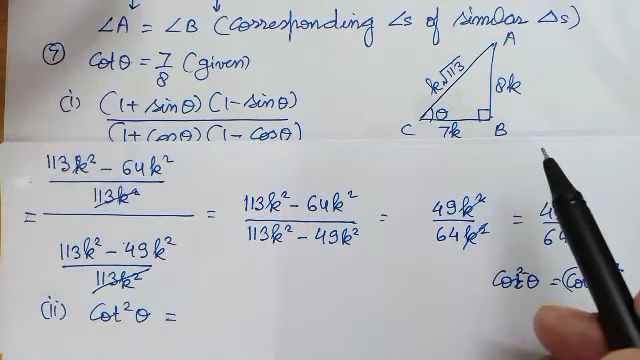 ∠A = ∠B (Corresponding ∠s of similar Δs)
⑦ Cotθ = 7/8 (given)
A
k√113
8k
θ
C 7k B
(i) (1 + sinθ) (1 - sinθ)
(1 + cosθ) (1 - cosθ)
113k² - 64k²
113k²
= = 113k² - 64k² / 113k² - 49k² = 49k² / 64k² =
113k² - 49k²
113k²
(ii) Cot²θ =